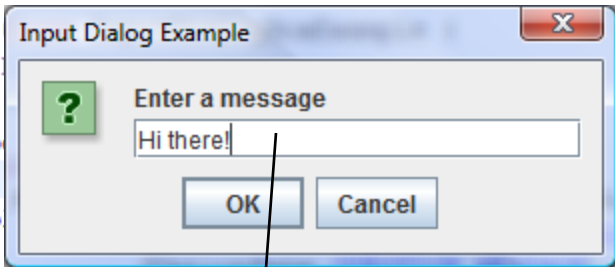 Input Dialog Example
X
?
Enter a message
Hi there!
OK Cancel